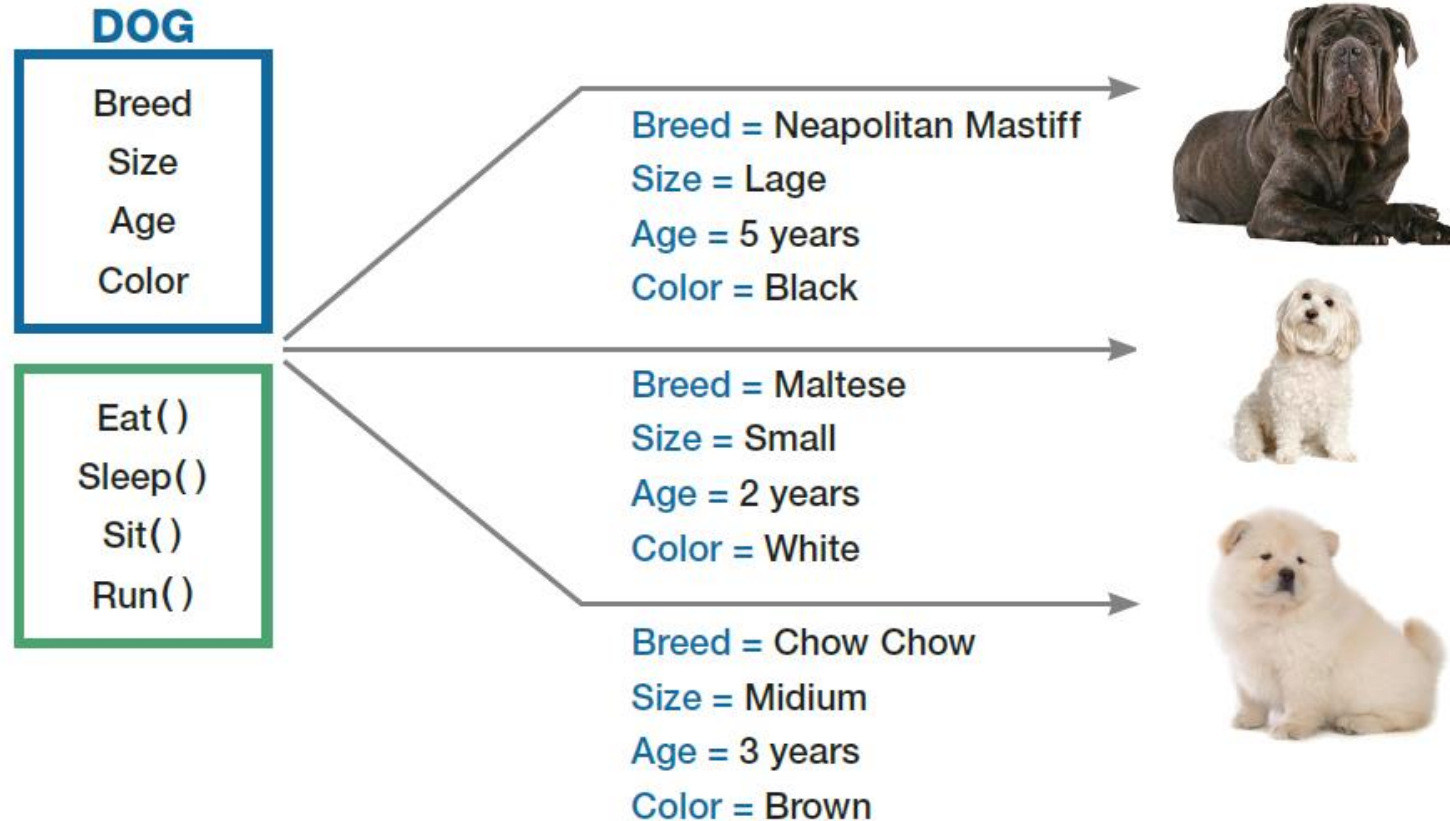 DOG
Breed
Size
Age
Color
Eat()
Sleep()
Sit()
Run()
Breed = Neapolitan Mastiff
Size = Lage
Age = 5 years
Color = Black
Breed = Maltese
Size = Small
Age = 2 years
Color = White
Breed = Chow Chow
Size = Midium
Age = 3 years
Color = Brown